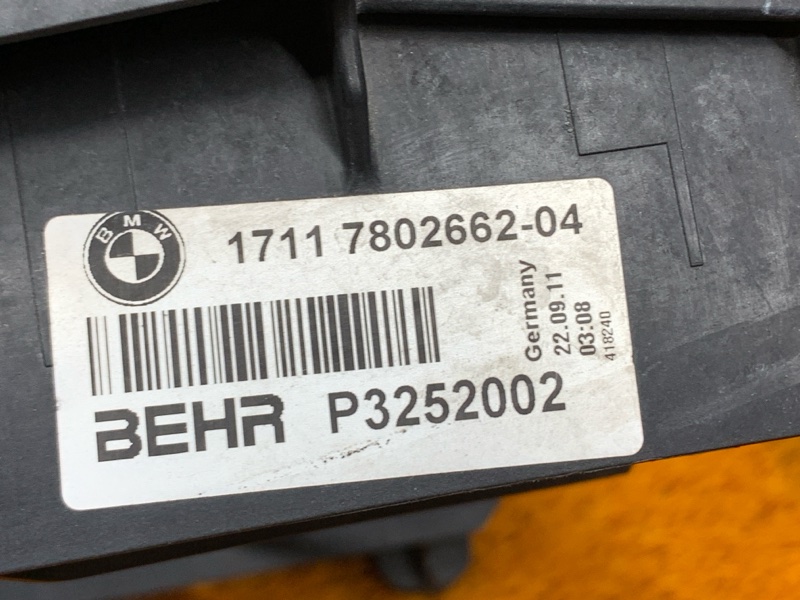 BMW
1711 7802662-04
Germany
22.09.11
03:08
418240
BEHR P3252002